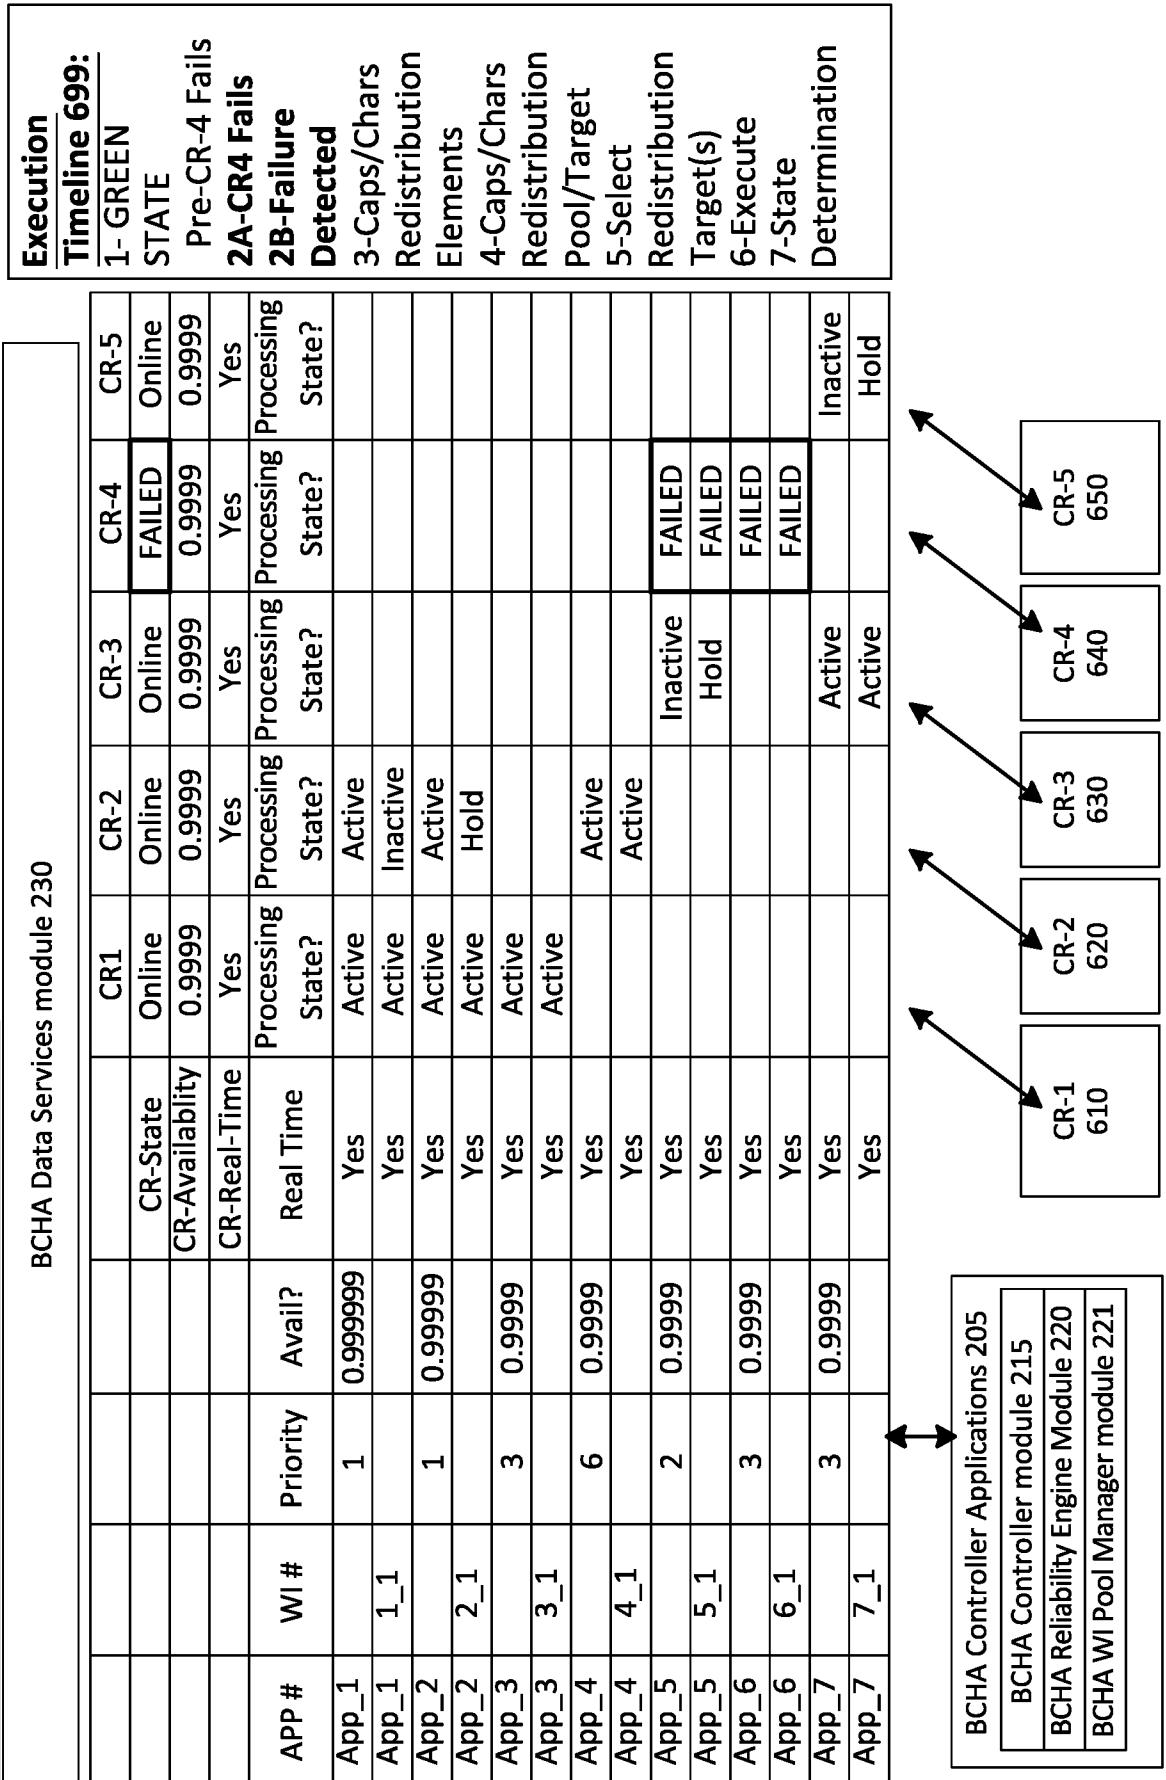 BCHA Data Services module 230
CR1 CR-2 CR-3 CR-4 CR-5
CR-State Online Online Online FAILED Online
CR-Availablity 0.9999 0.9999 0.9999 0.9999 0.9999
CR-Real-Time Yes Yes Yes Yes Yes
APP # WI # Priority Avail? Real Time Processing State? Processing State? Processing State? Processing State? Processing State?
App_1 1 0.999999 Yes Active Active
App_1 1_1 Yes Active Inactive
App_2 1 0.99999 Yes Active Active
App_2 2_1 Yes Active Hold
App_3 3 0.9999 Yes Active
App_3 3_1 Yes Active
App_4 6 0.9999 Yes Active
App_4 4_1 Yes Active
App_5 2 0.9999 Yes Inactive FAILED
App_5 5_1 Yes Hold FAILED
App_6 3 0.9999 Yes FAILED
App_6 6_1 Yes FAILED
App_7 3 0.9999 Yes Active Inactive
App_7 7_1 Yes Active Hold
Execution
Timeline 699:
1- GREEN
STATE
Pre-CR-4 Fails
2A-CR4 Fails
2B-Failure
Detected
3-Caps/Chars
Redistribution
Elements
4-Caps/Chars
Redistribution
Pool/Target
5-Select
Redistribution
Target(s)
6-Execute
7-State
Determination
BCHA Controller Applications 205
BCHA Controller module 215
BCHA Reliability Engine Module 220
BCHA WI Pool Manager module 221
CR-1
610
CR-2
620
CR-3
630
CR-4
640
CR-5
650